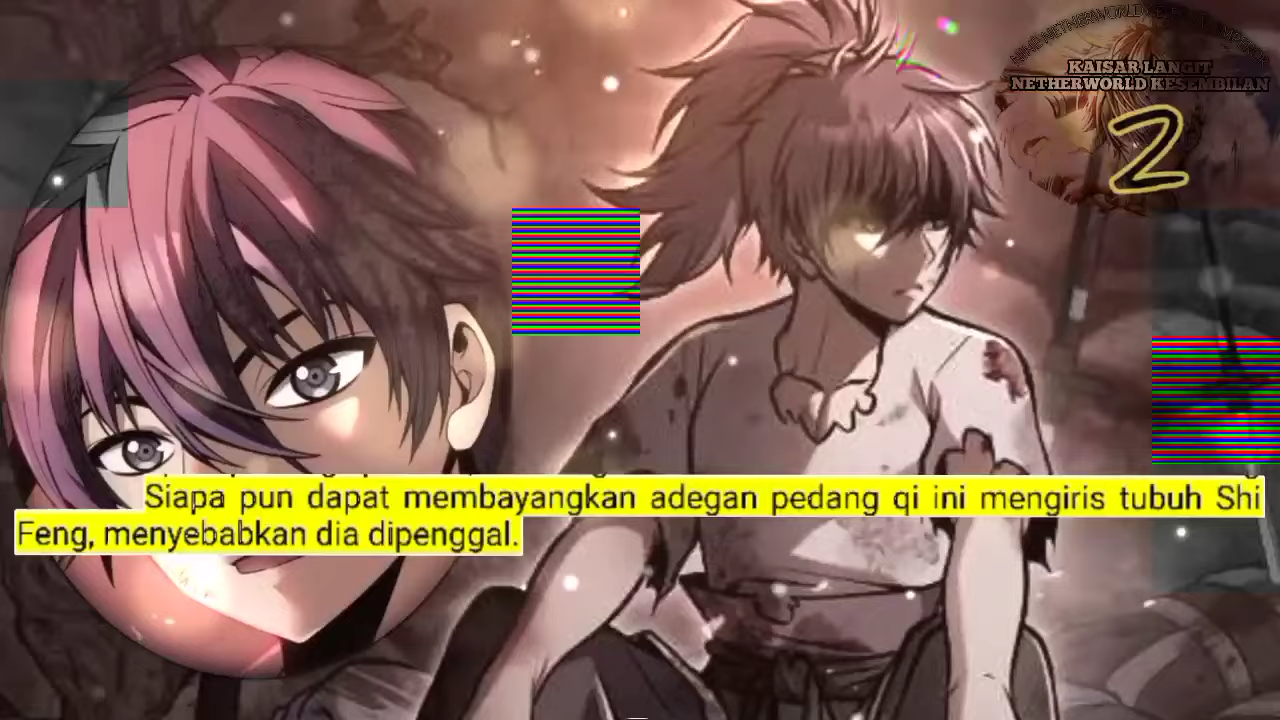 KAISAR LANGIT
NETHERWORLD KESEMBILAN
2
Siapa pun dapat membayangkan adegan pedang qi ini mengiris tubuh Shi
Feng, menyebabkan dia dipenggal.